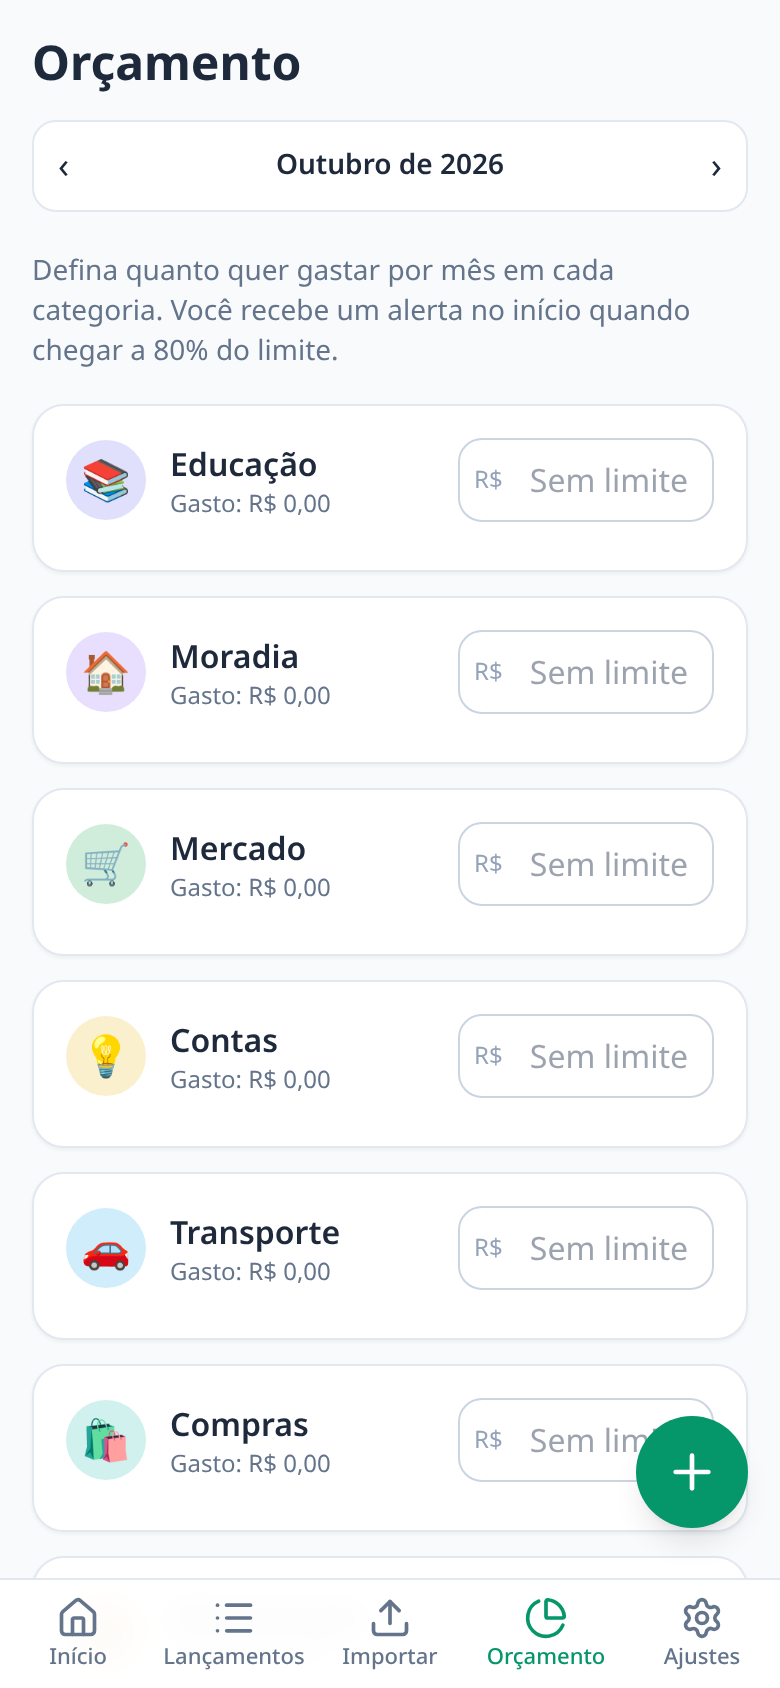 Orçamento
‹ Outubro de 2026 ›
Defina quanto quer gastar por mês em cada
categoria. Você recebe um alerta no início quando
chegar a 80% do limite.
Educação
Gasto: R$ 0,00
R$ Sem limite
Moradia
Gasto: R$ 0,00
R$ Sem limite
Mercado
Gasto: R$ 0,00
R$ Sem limite
Contas
Gasto: R$ 0,00
R$ Sem limite
Transporte
Gasto: R$ 0,00
R$ Sem limite
Compras
Gasto: R$ 0,00
R$ Sem
Início
Lançamentos
Importar
Orçamento
Ajustes